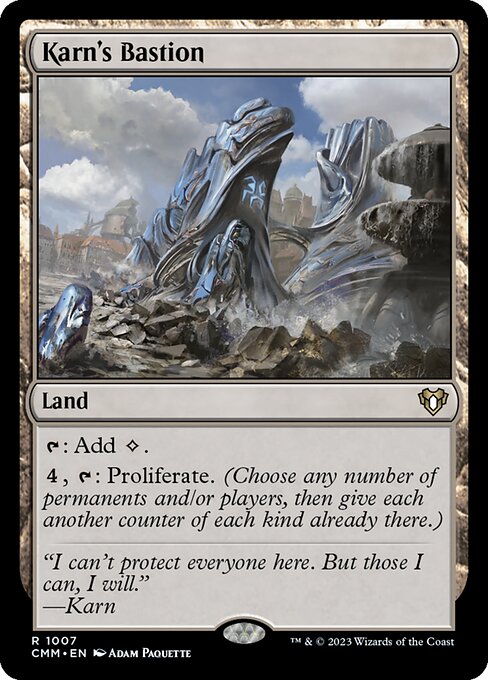 Karn's Bastion
Land
: Add .
4 , : Proliferate. (Choose any number of
permanents and/or players, then give each
another counter of each kind already there.)
“I can't protect everyone here. But those I
can, I will.”
—Karn
R 1007
™ & © 2023 Wizards of the Coast
CMM • EN Adam Paquette